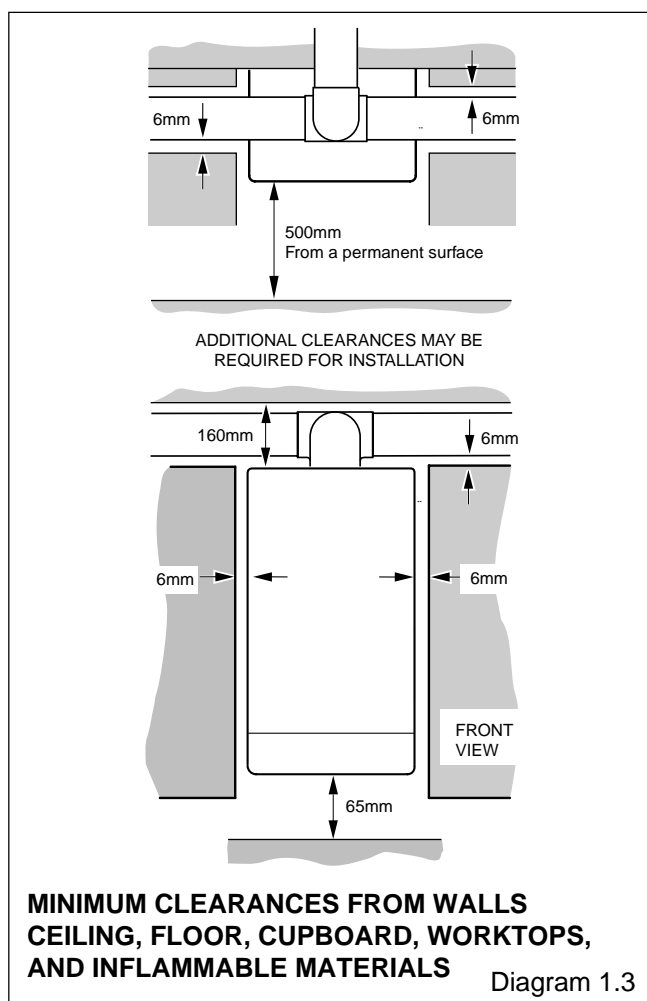 6mm
6mm
500mm
From a permanent surface
ADDITIONAL CLEARANCES MAY BE
REQUIRED FOR INSTALLATION
160mm
6mm
6mm
6mm
FRONT
VIEW
65mm
MINIMUM CLEARANCES FROM WALLS
CEILING, FLOOR, CUPBOARD, WORKTOPS,
AND INFLAMMABLE MATERIALS
Diagram 1.3